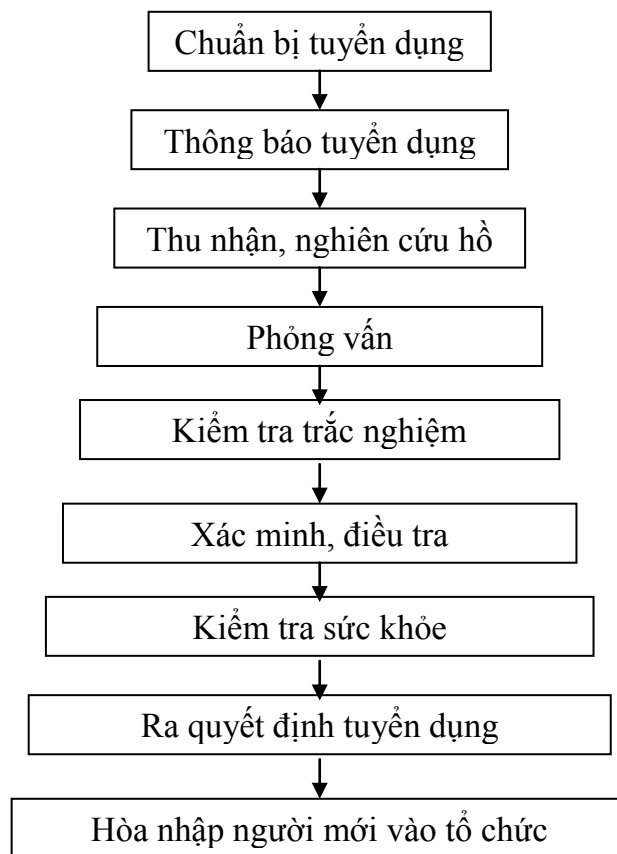 Chuẩn bị tuyển dụng
Thông báo tuyển dụng
Thu nhận, nghiên cứu hồ
Phỏng vấn
Kiểm tra trắc nghiệm
Xác minh, điều tra
Kiểm tra sức khỏe
Ra quyết định tuyển dụng
Hòa nhập người mới vào tổ chức